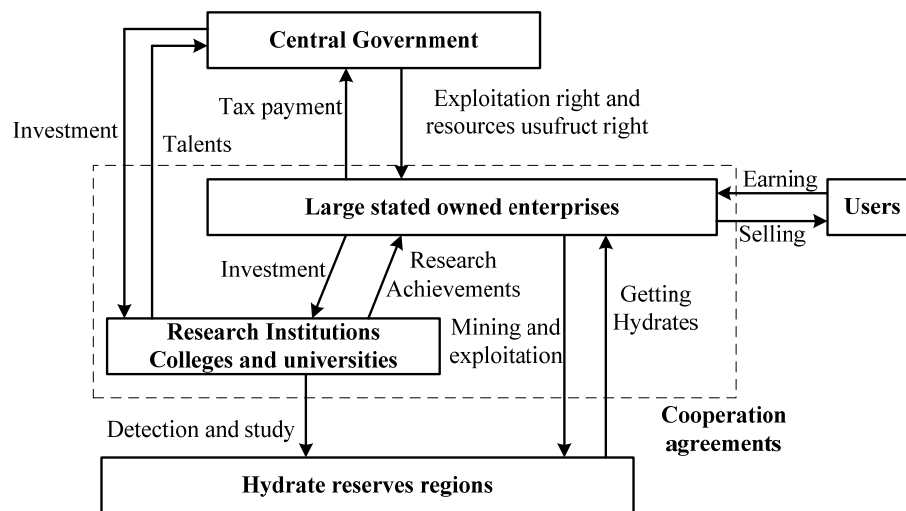 Central Government
Investment
Talents
Tax payment
Exploitation right and
resources usufruct right
Large stated owned enterprises
Earning
Selling
Users
Investment
Research
Achievements
Getting
Hydrates
Mining and
exploitation
Research Institutions
Colleges and universities
Detection and study
Cooperation
agreements
Hydrate reserves regions